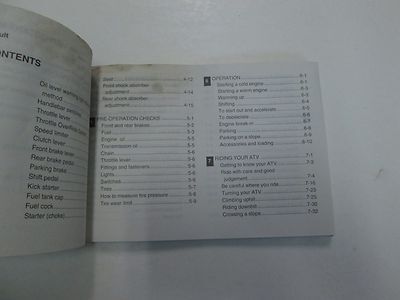 ult
ONTENTS
Oil level warning
method
Handlebar switches
Throttle lever
Throttle Override
Speed limiter
Clutch lever
Front brake lever
Rear brake pedal
Parking brake
Shift pedal
Kick starter
Fuel tank cap
Fuel cock
Starter (choke)
Seat 4-12
Front shock absorber
adjustment 4-14
Rear shock absorber
adjustment 4-15
PRE-OPERATION CHECKS 5-1
Front and rear brakes 5-2
Fuel 5-3
Engine oil 5-5
Transmission oil 5-5
Chain 5-6
Throttle lever 5-6
Fittings and fasteners 5-6
Lights 5-6
Switches 5-6
Tires 5-7
How to measure tire pressure 5-8
Tire wear limit 5-9
6 OPERATION 6-1
Starting a cold engine 6-1
Starting a warm engine
Warming up
Shifting 6-4
To start out and accelerate
To decelerate 6-6
Engine break-in 6-7
Parking 6-8
Parking on a slope 6-9
Accessories and loading 6-10
7 RIDING YOUR ATV 7-1
Getting to know your ATV 7-3
Ride with care and good
judgement 7-4
Be careful where you ride 7-16
Turning your ATV 7-23
Climbing uphill 7-25
Riding downhill 7-30
Crossing a slope 7-32